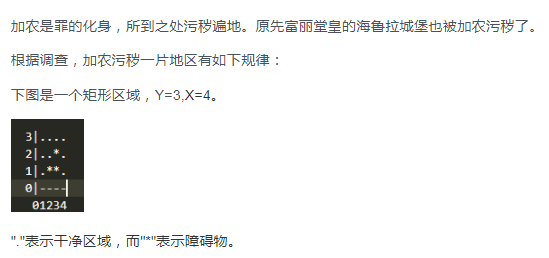 加农是罪的化身，所到之处污秽遍地。原先富丽堂皇的海鲁拉城堡也被加农污秽了。
根据调查，加农污秽一片地区有如下规律：
下图是一个矩形区域，Y=3,X=4。
3|....
2|..*.
1|.**.
0|----
01234
"."表示干净区域，而"*"表示障碍物。